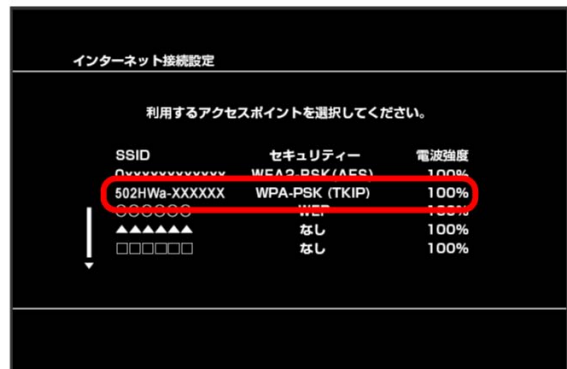 インターネット接続設定
利用するアクセスポイントを選択してください。
SSID セキュリティー 電波強度
WPA2-PSK(AES) 100%
502HWa-XXXXXX WPA-PSK (TKIP) 100%
○○○○○○ WEP 100%
▲▲▲▲▲▲ なし 100%
□□□□□□ なし 100%